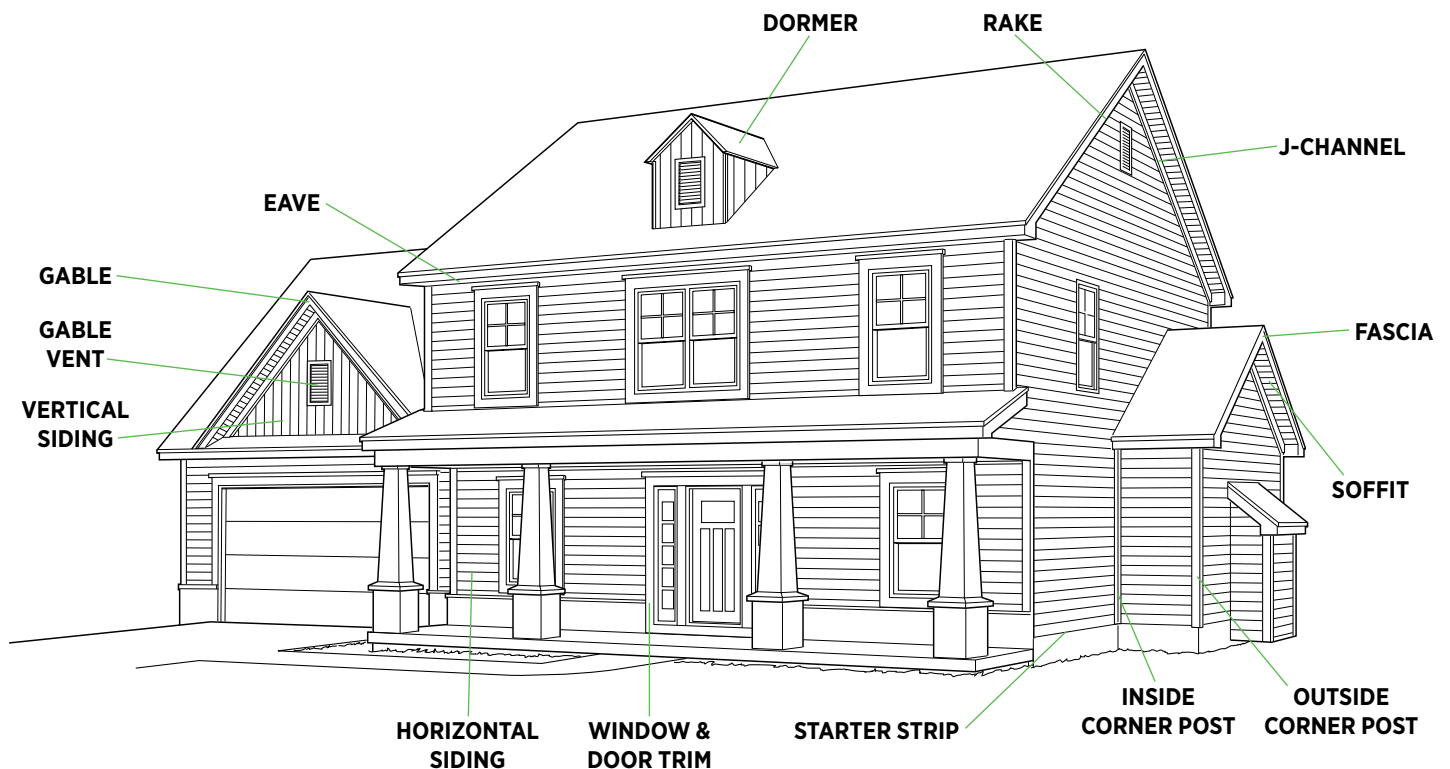 DORMER
RAKE
J-CHANNEL
EAVE
GABLE
GABLE
VENT
FASCIA
VERTICAL
SIDING
SOFFIT
HORIZONTAL
SIDING
WINDOW &
DOOR TRIM
STARTER STRIP
INSIDE
CORNER POST
OUTSIDE
CORNER POST